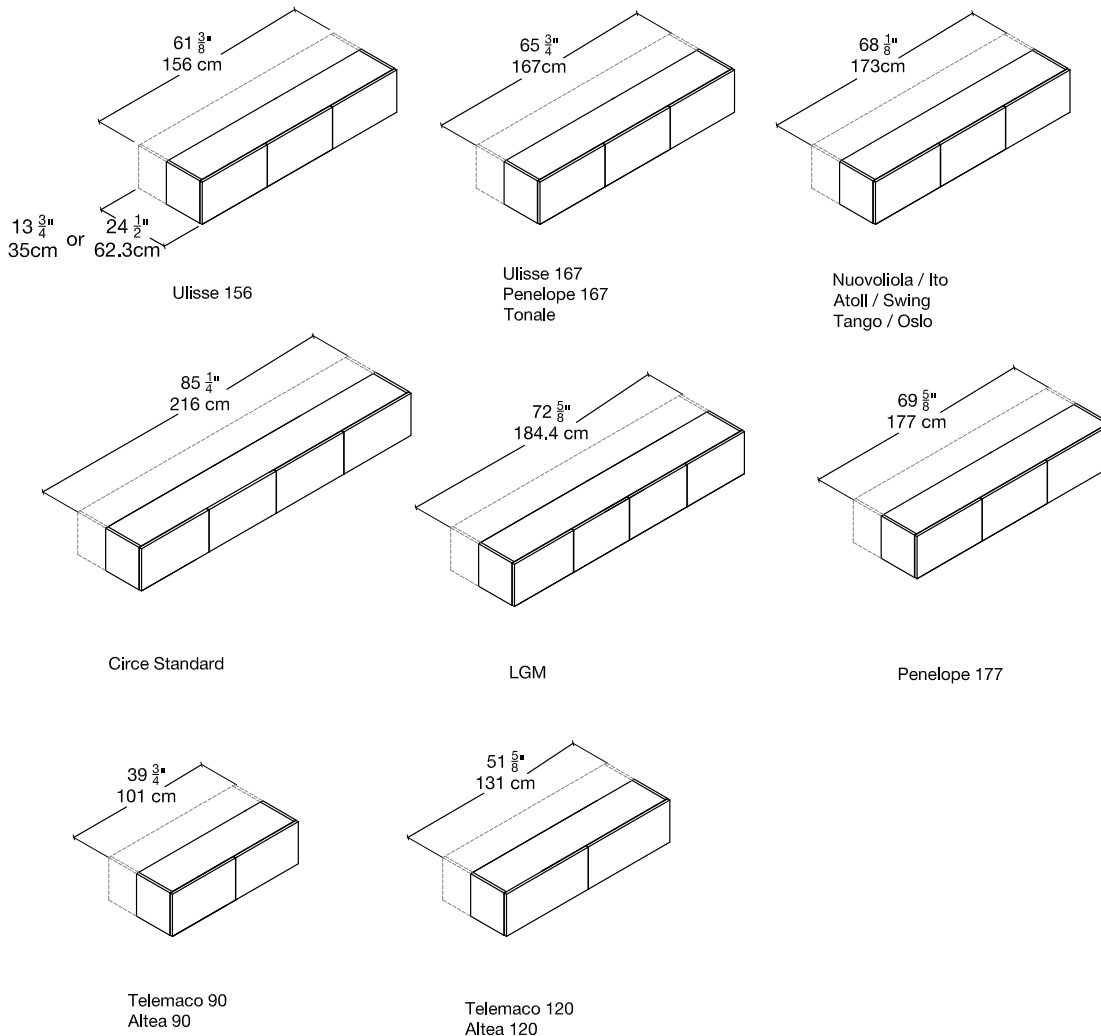 61 3/8"
156 cm
65 3/4"
167cm
68 1/8"
173cm
13 3/4" or 24 1/2"
35cm 62.3cm
Ulisse 156
Ulisse 167
Penelope 167
Tonale
Nuovoliola / Ito
Atoll / Swing
Tango / Oslo
85 1/4"
216 cm
72 5/8"
184.4 cm
69 5/8"
177 cm
Circe Standard
LGM
Penelope 177
39 3/4"
101 cm
51 5/8"
131 cm
Telemaco 90
Altea 90
Telemaco 120
Altea 120